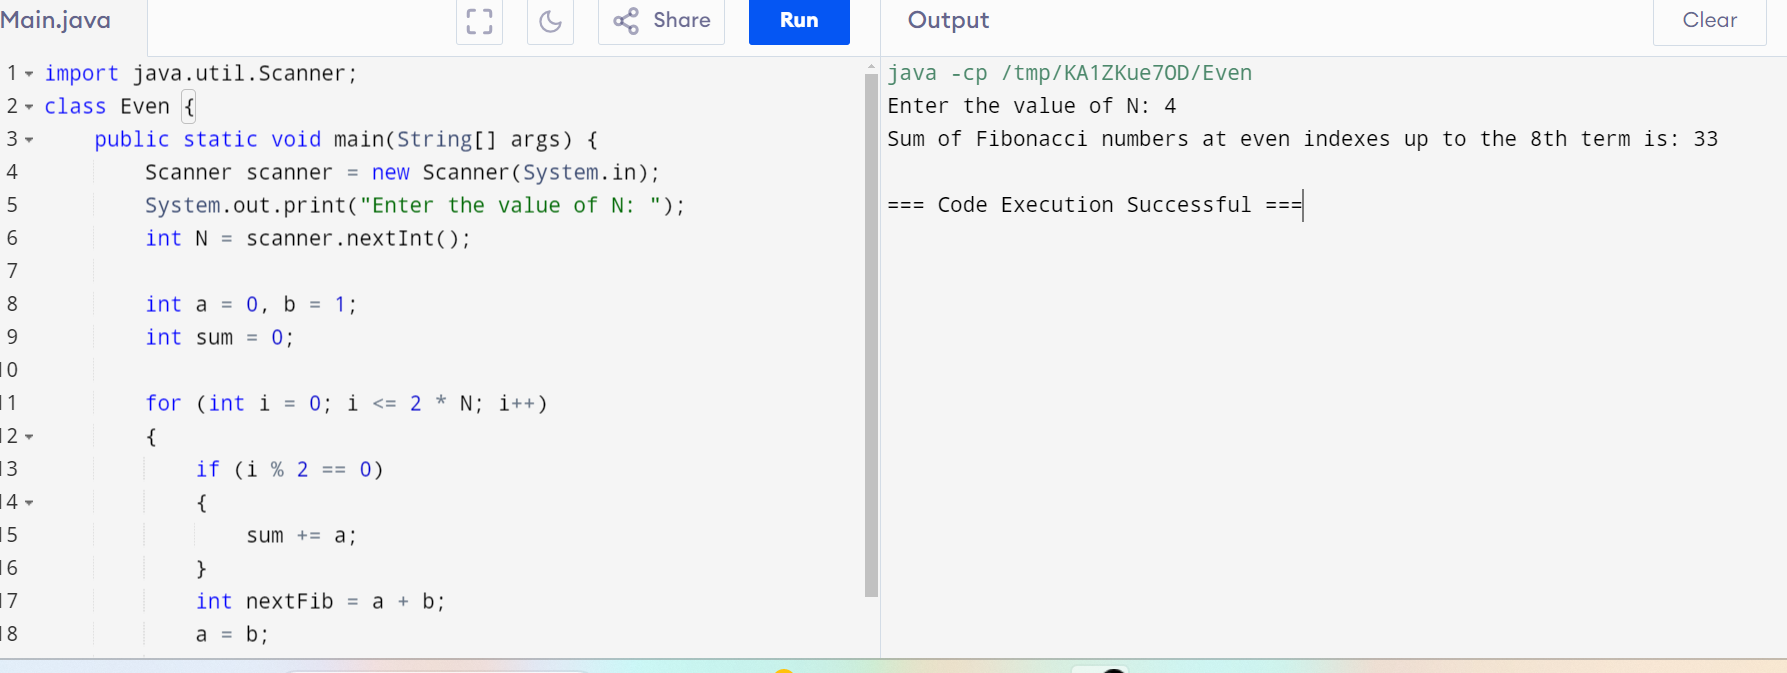 Main.java
Share
Run
Output
Clear
1 import java.util.Scanner;
2 class Even {
3 public static void main(String[] args) {
4 Scanner scanner = new Scanner(System.in);
5 System.out.print("Enter the value of N: ");
6 int N = scanner.nextInt();
7
8 int a = 0, b = 1;
9 int sum = 0;
10
11 for (int i = 0; i <= 2 * N; i++)
12 {
13 if (i % 2 == 0)
14 {
15 sum += a;
16 }
17 int nextFib = a + b;
18 a = b;
java -cp /tmp/KA1ZKue7OD/Even
Enter the value of N: 4
Sum of Fibonacci numbers at even indexes up to the 8th term is: 33
=== Code Execution Successful ===